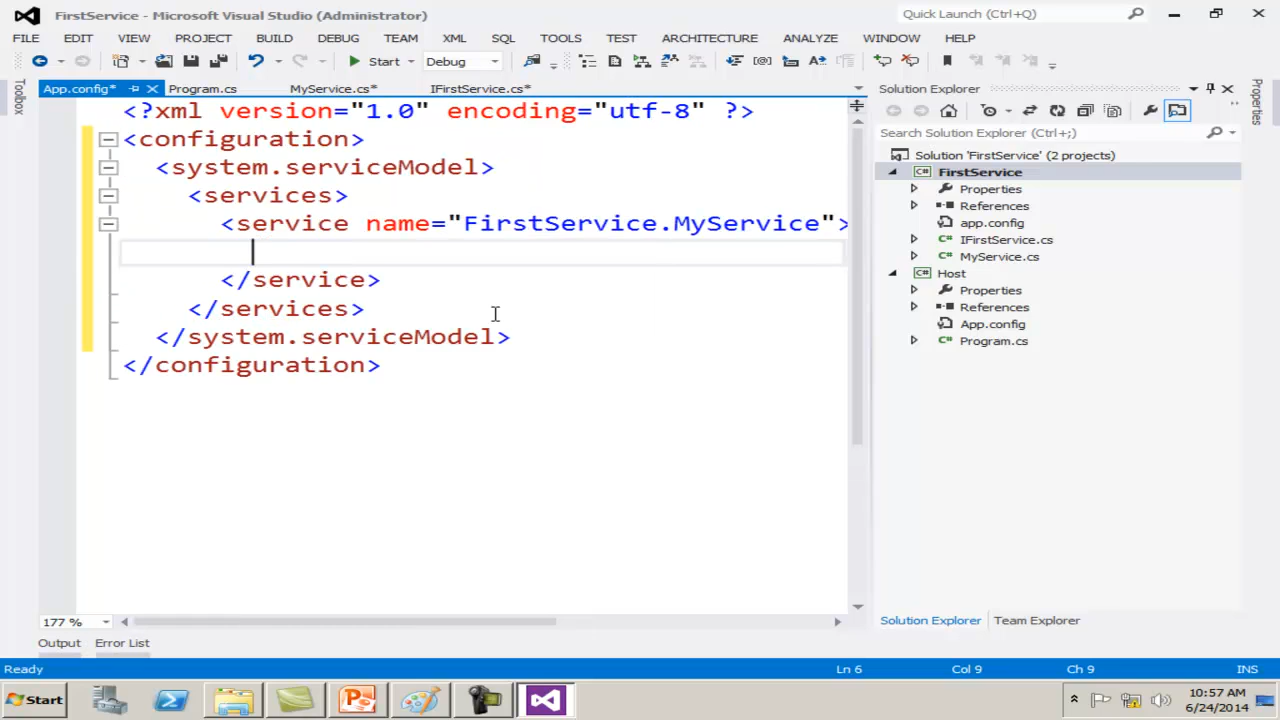 FirstService - Microsoft Visual Studio (Administrator)
Quick Launch (Ctrl+Q)
FILE EDIT VIEW PROJECT BUILD DEBUG TEAM XML SQL TOOLS TEST ARCHITECTURE ANALYZE WINDOW HELP
Start Debug
Toolbox
App.config* Program.cs MyService.cs* IFirstService.cs*
<?xml version="1.0" encoding="utf-8" ?>
<configuration>
<system.serviceModel>
<services>
<service name="FirstService.MyService">
</service>
</services>
</system.serviceModel>
</configuration>
177 %
Output Error List
Solution Explorer
Search Solution Explorer (Ctrl+;)
Solution 'FirstService' (2 projects)
C# FirstService
Properties
References
app.config
C# IFirstService.cs
C# MyService.cs
C# Host
Properties
References
App.config
C# Program.cs
Solution Explorer Team Explorer
Properties
Ready Ln 6 Col 9 Ch 9 INS
Start
10:57 AM
6/24/2014